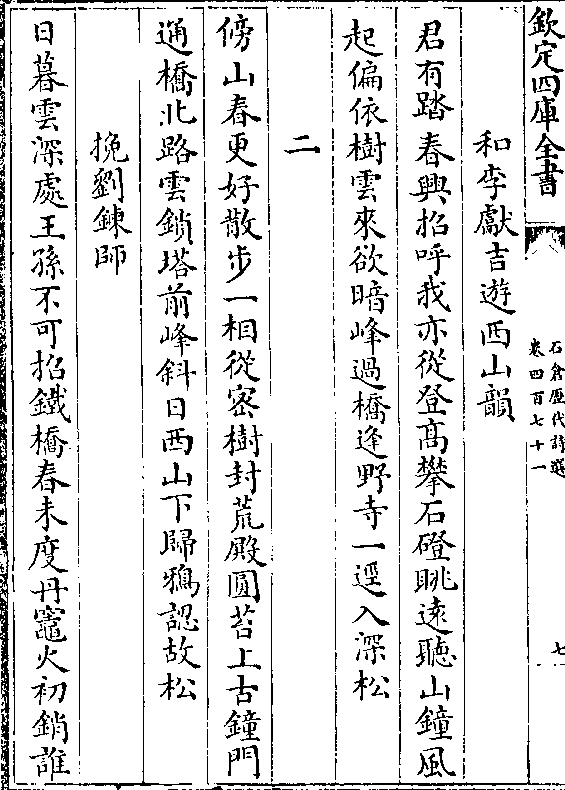 欽定四庫全書
石倉歴代詩選
卷四百七十一
七
和李獻吉遊西山韻
君有踏春興招呼我亦從登髙攀石磴眺遠聽山鐘風
起偏依樹雲來欲暗峰過橋逢野寺一逕入深松
二
傍山春更好散步一相從密樹封荒殿圓苔上古鐘門
通橋北路雲鎖塔前峰斜日西山下歸鴉認故松
挽劉鍊師
日暮雲深處王孫不可招鐵橋春未度丹竈火初銷誰